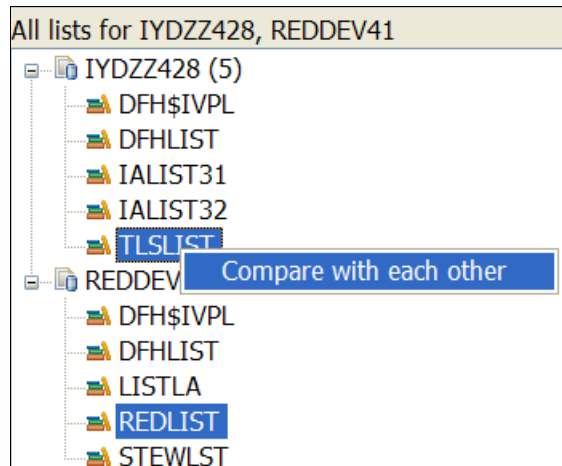 All lists for IYDZZ428, REDDEV41
IYDZZ428 (5)
DFH$IVPL
DFHLIST
IALIST31
IALIST32
TLSLIST
Compare with each other
REDDEV
DFH$IVPL
DFHLIST
LISTLA
REDLIST
STEWLST